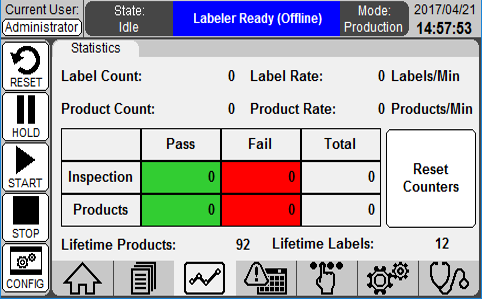 Current User: State: Labeler Ready (Offline) Mode: 2017/04/21
Administrator Idle Production 14:57:53
Statistics
RESET
Label Count: 0 Label Rate: 0 Labels/Min
Product Count: 0 Product Rate: 0 Products/Min
HOLD
Pass Fail Total
Inspection 0 0 0
Products 0 0 0
Reset
Counters
START
STOP
Lifetime Products: 92 Lifetime Labels: 12
CONFIG